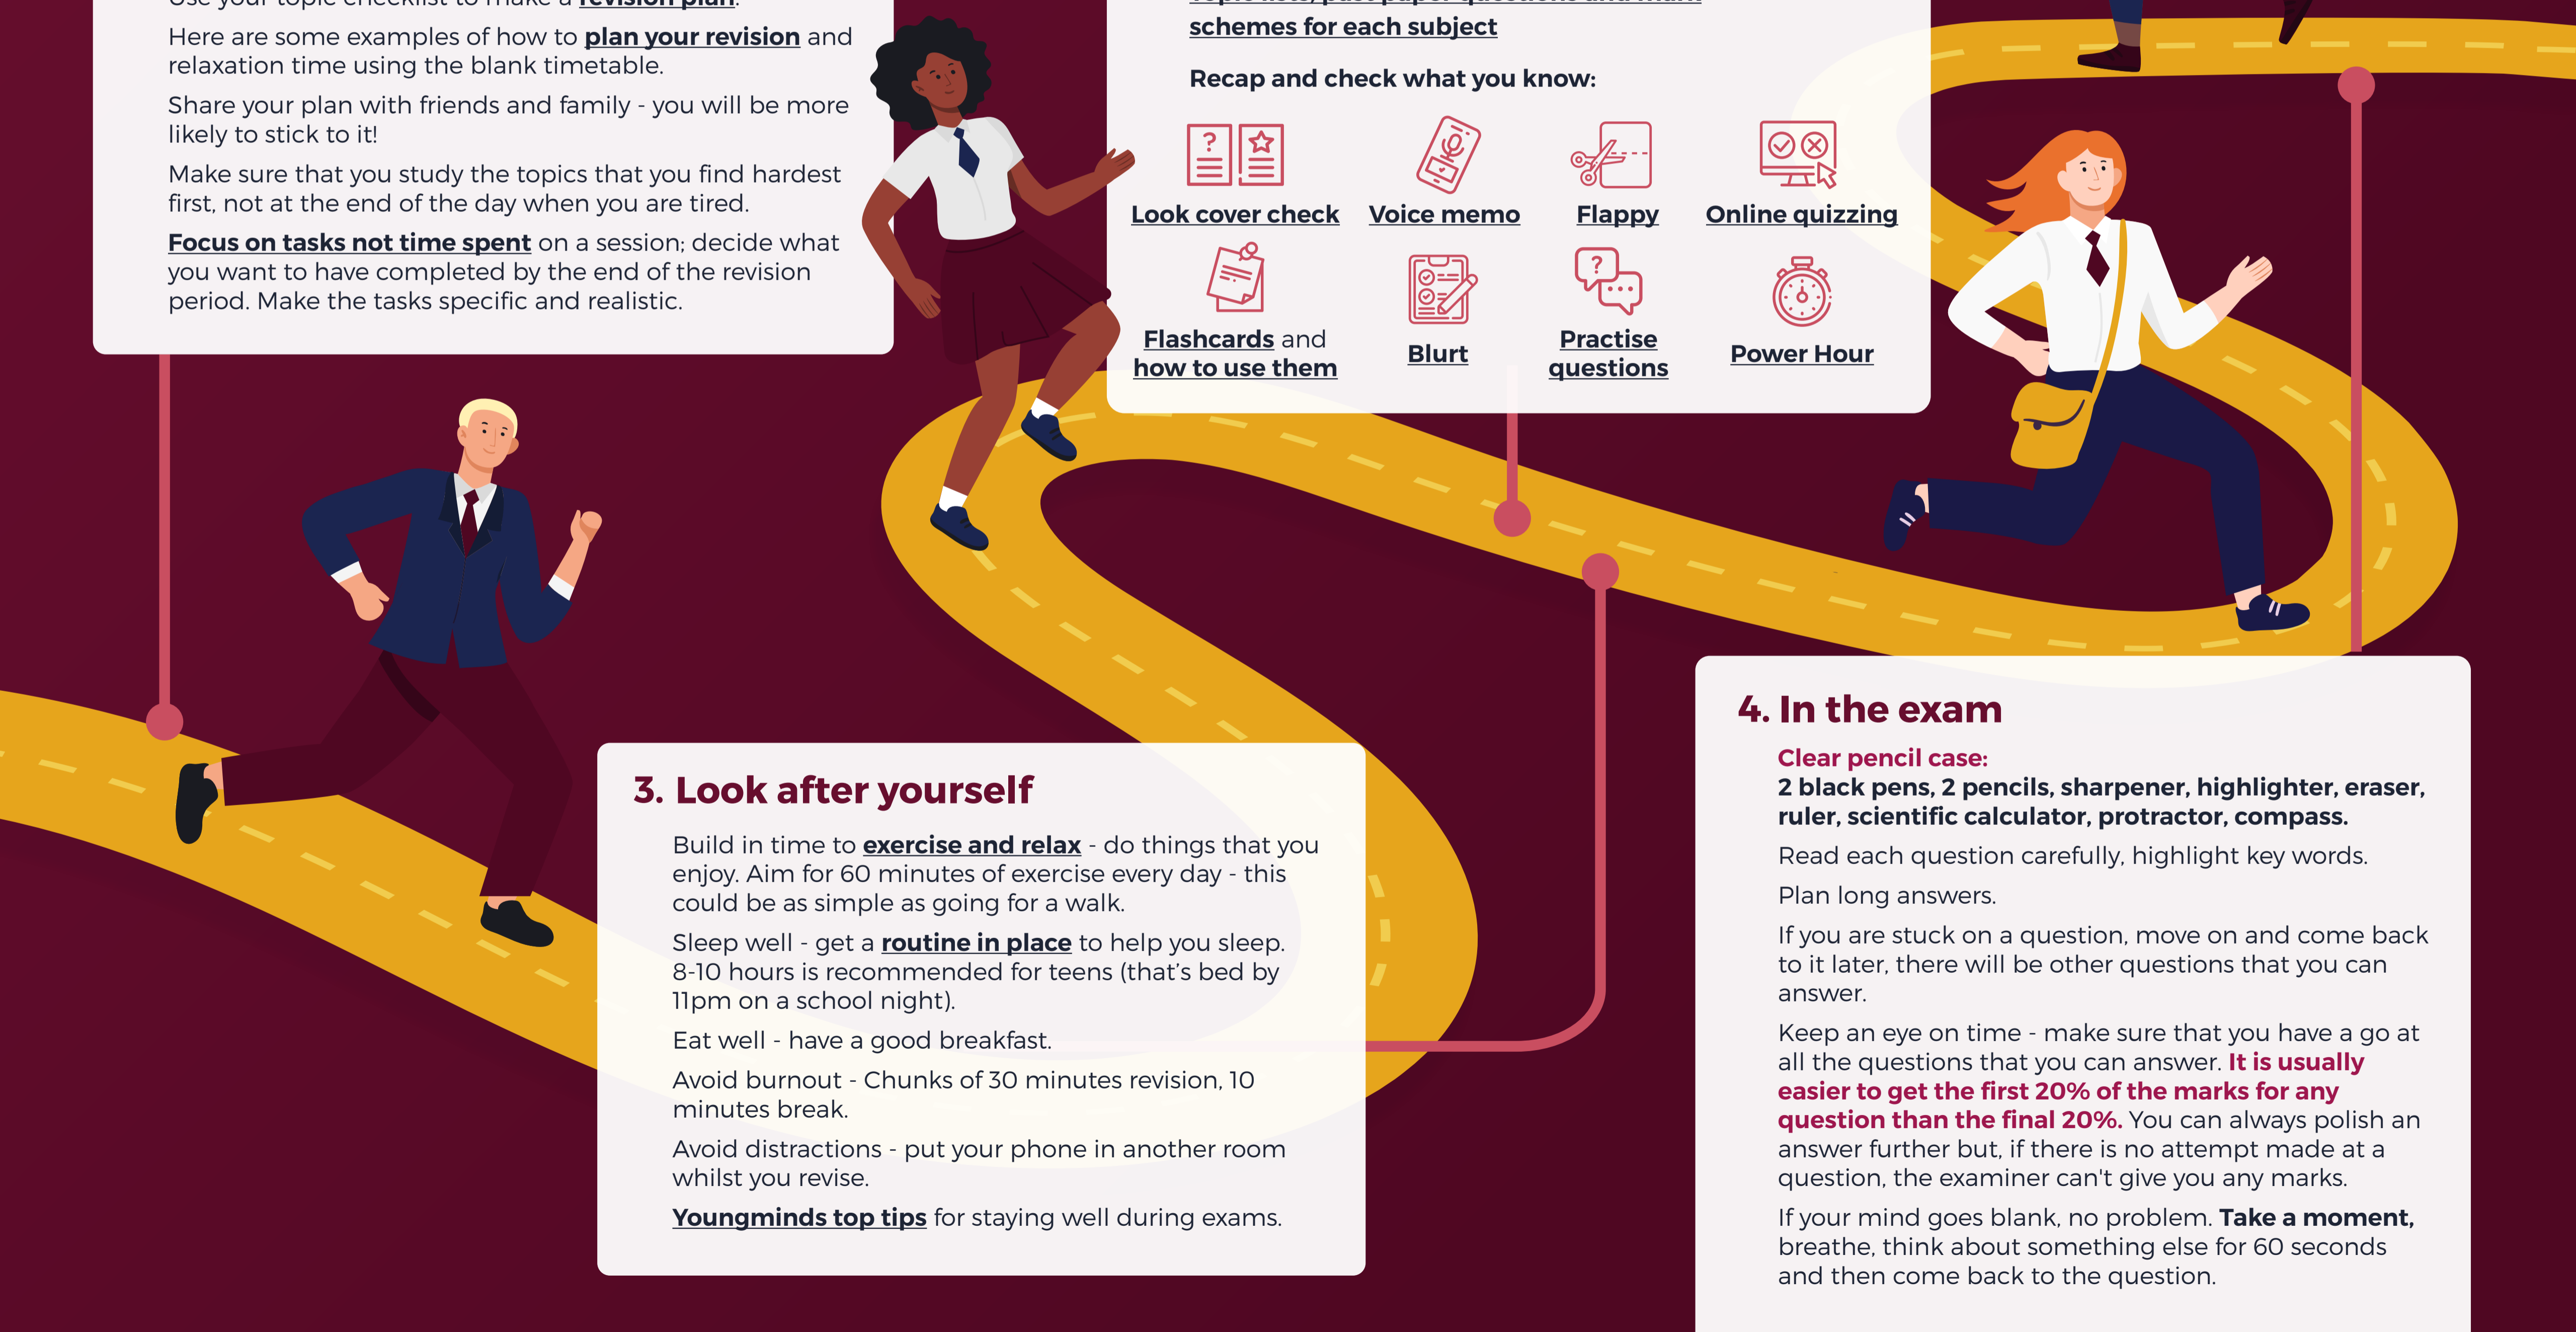 Use your topic checklist to make a revision plan.
Here are some examples of how to plan your revision and
relaxation time using the blank timetable.
Share your plan with friends and family - you will be more
likely to stick to it!
Make sure that you study the topics that you find hardest
first, not at the end of the day when you are tired.
Focus on tasks not time spent on a session; decide what
you want to have completed by the end of the revision
period. Make the tasks specific and realistic.
Topic lists, past paper questions and mark
schemes for each subject
Recap and check what you know:
?
Look cover check
Voice memo
Flappy
Online quizzing
?
Flashcards and
how to use them
Blurt
Practise
questions
Power Hour
3. Look after yourself
Build in time to exercise and relax - do things that you
enjoy. Aim for 60 minutes of exercise every day - this
could be as simple as going for a walk.
Sleep well - get a routine in place to help you sleep.
8-10 hours is recommended for teens (that’s bed by
11pm on a school night).
Eat well - have a good breakfast.
Avoid burnout - Chunks of 30 minutes revision, 10
minutes break.
Avoid distractions - put your phone in another room
whilst you revise.
Youngminds top tips for staying well during exams.
4. In the exam
Clear pencil case:
2 black pens, 2 pencils, sharpener, highlighter, eraser,
ruler, scientific calculator, protractor, compass.
Read each question carefully, highlight key words.
Plan long answers.
If you are stuck on a question, move on and come back
to it later, there will be other questions that you can
answer.
Keep an eye on time - make sure that you have a go at
all the questions that you can answer. It is usually
easier to get the first 20% of the marks for any
question than the final 20%. You can always polish an
answer further but, if there is no attempt made at a
question, the examiner can't give you any marks.
If your mind goes blank, no problem. Take a moment,
breathe, think about something else for 60 seconds
and then come back to the question.